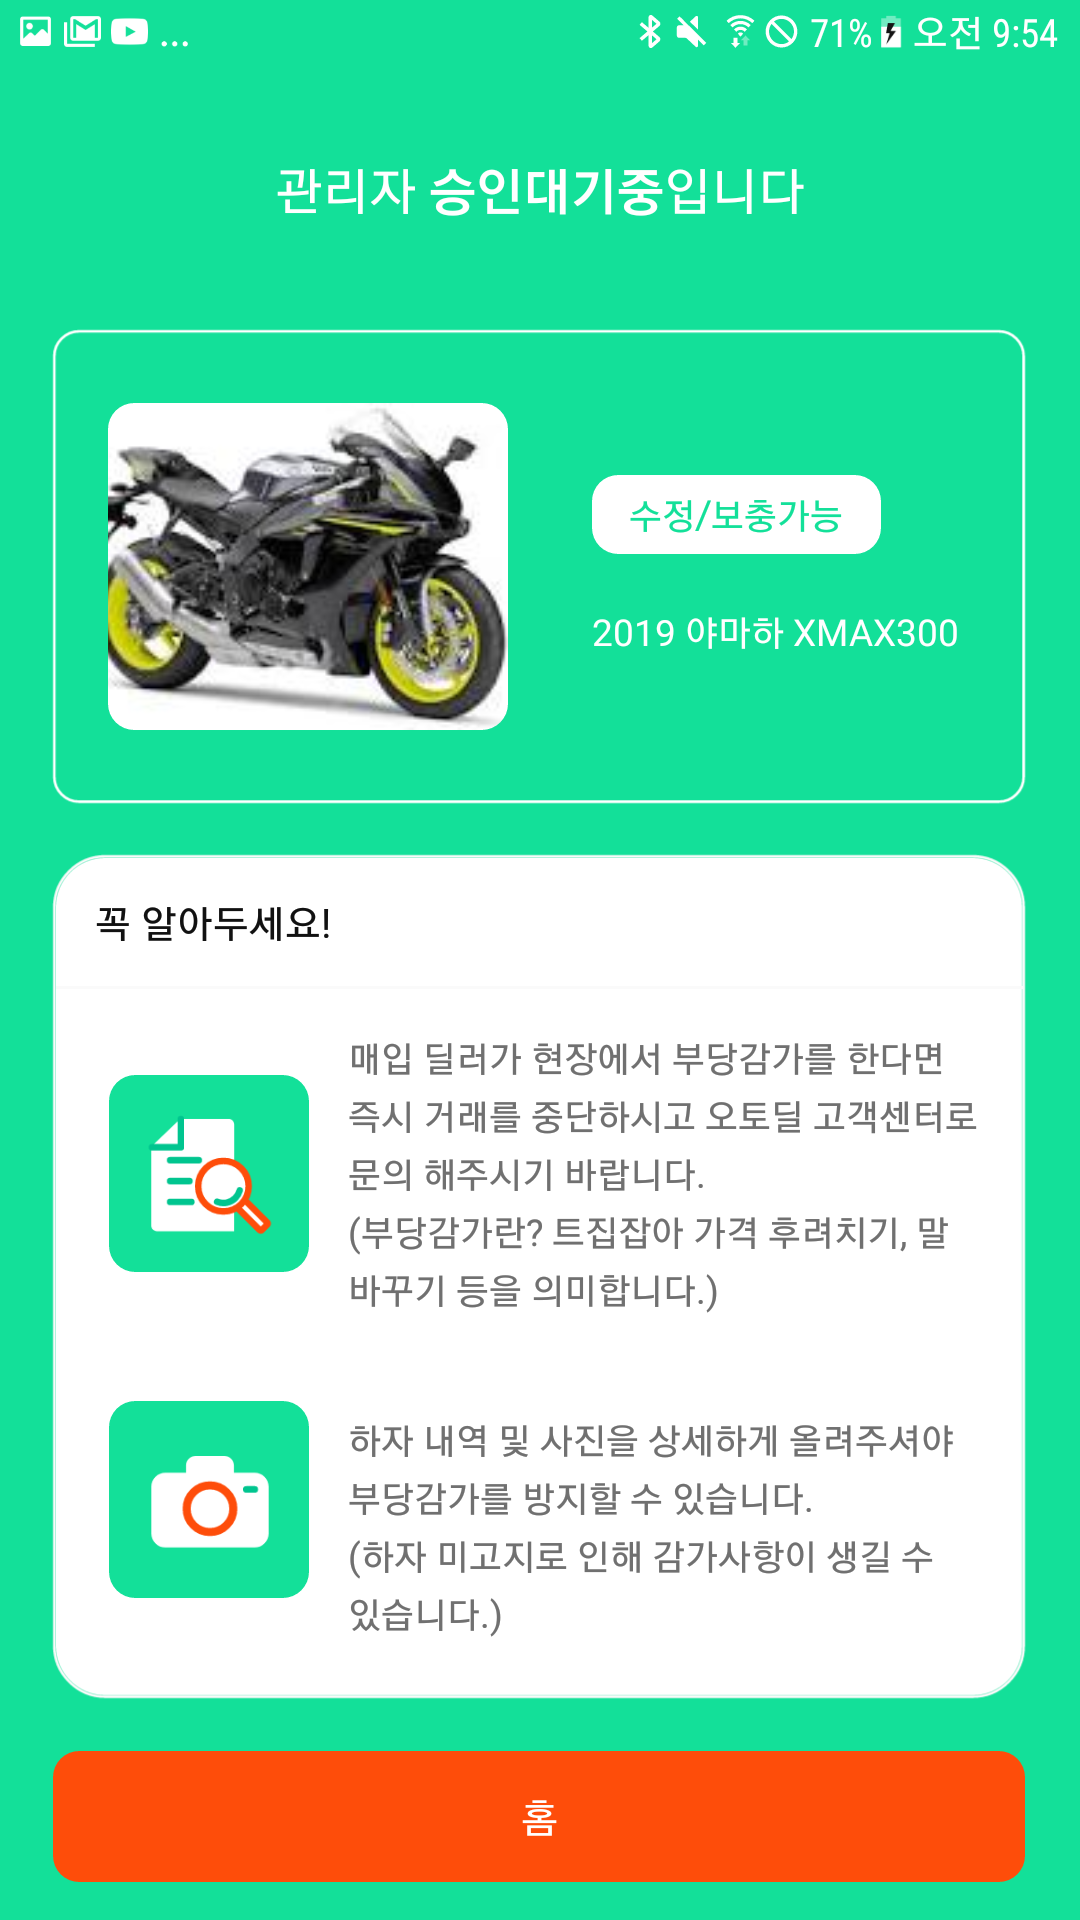 71% 오전 9:54
관리자 승인대기중입니다
수정/보충가능
2019 야마하 XMAX300
꼭 알아두세요!
매입 딜러가 현장에서 부당감가를 한다면
즉시 거래를 중단하시고 오토딜 고객센터로
문의 해주시기 바랍니다.
(부당감가란? 트집잡아 가격 후려치기, 말
바꾸기 등을 의미합니다.)
하자 내역 및 사진을 상세하게 올려주셔야
부당감가를 방지할 수 있습니다.
(하자 미고지로 인해 감가사항이 생길 수
있습니다.)
홈